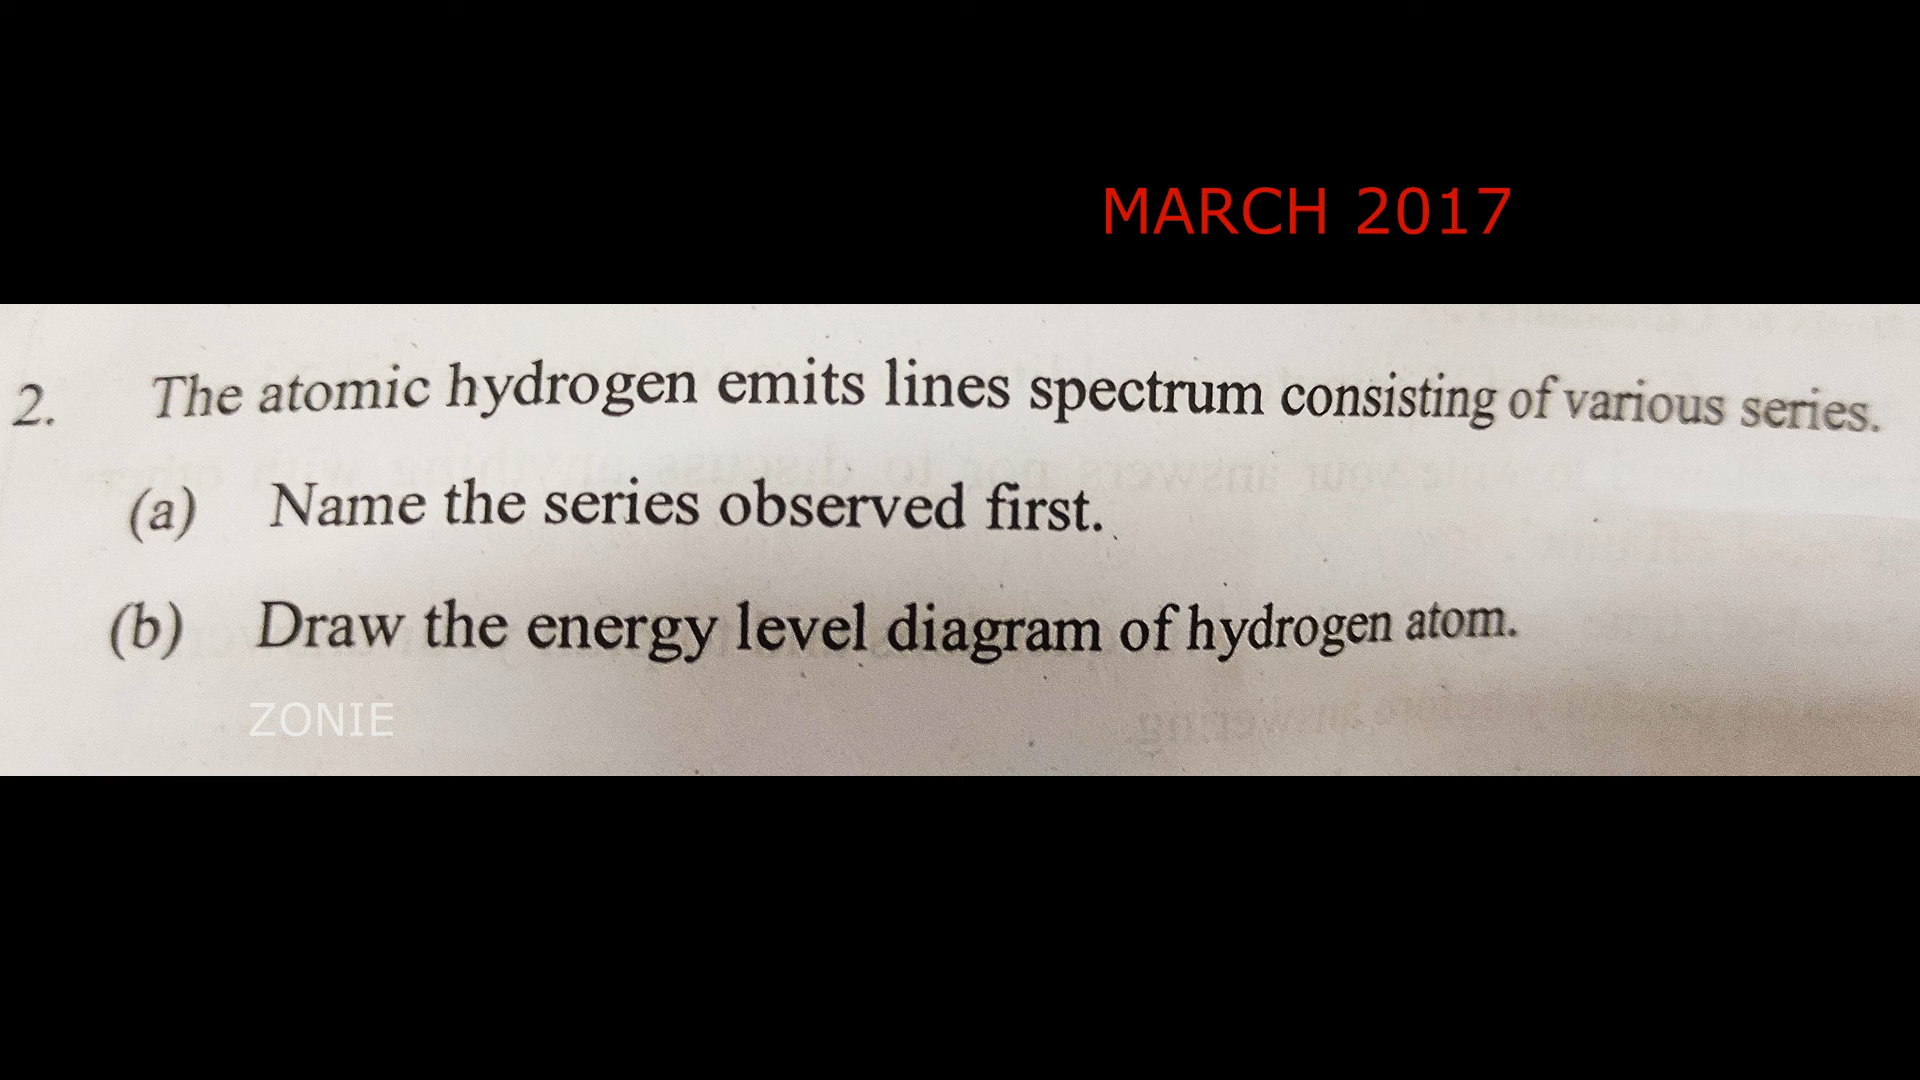 MARCH 2017
2. The atomic hydrogen emits lines spectrum consisting of various series.
(a) Name the series observed first.
(b) Draw the energy level diagram of hydrogen atom.
ZONIE